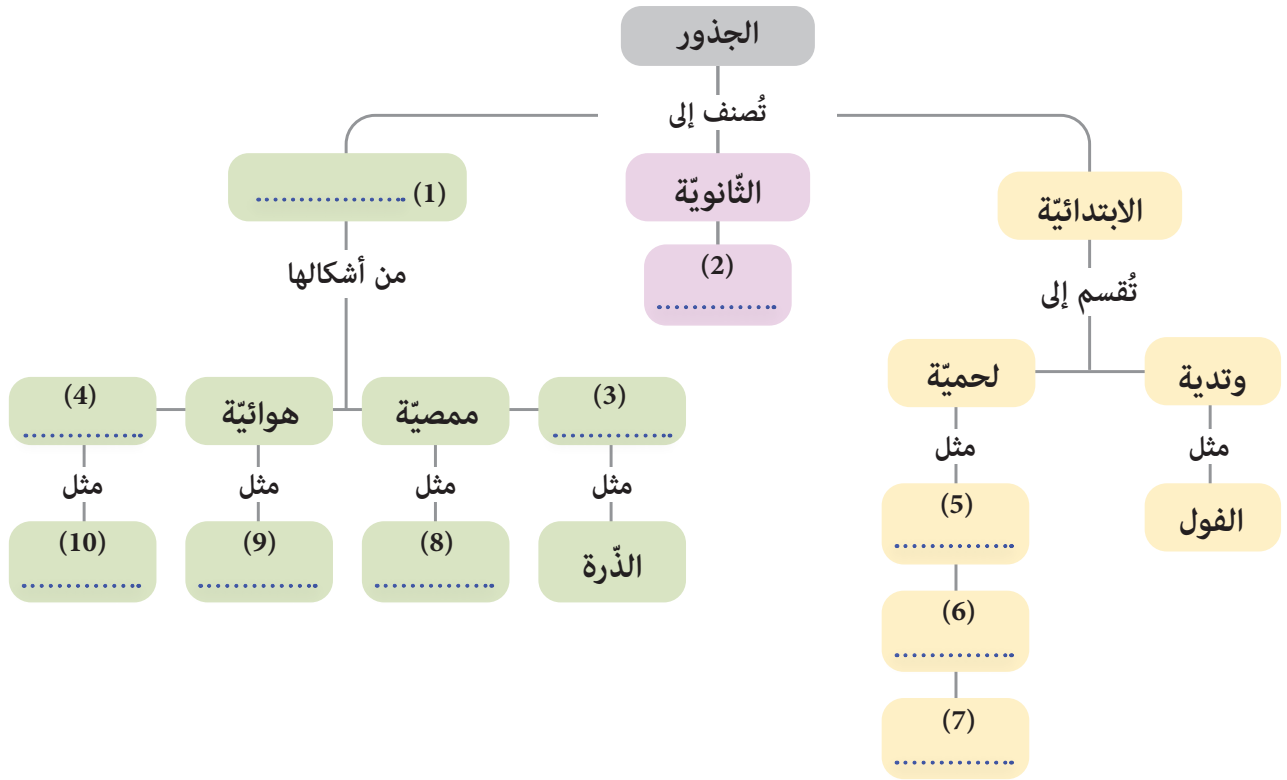 الجذور
تُصنف إلى
الابتدائيّة
الثّانويّة
(1) ..................
(2)
..............
تُقسم إلى
من أشكالها
وتدية
لحميّة
(3)
..............
ممصيّة
هوائيّة
(4)
..............
مثل
مثل
مثل
مثل
مثل
مثل
الفول
(5)
..............
(6)
..............
(7)
..............
الذّرة
(8)
..............
(9)
..............
(10)
..............